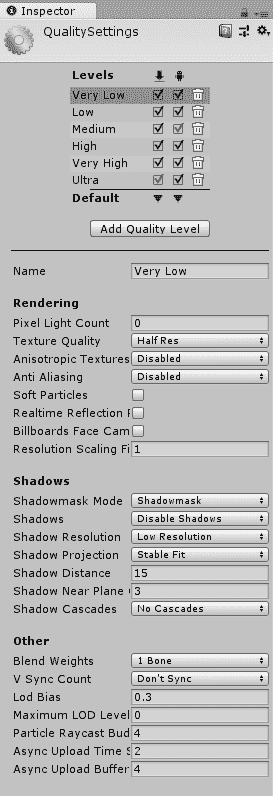 Inspector
QualitySettings
Levels
Very Low
Low
Medium
High
Very High
Ultra
Default
Add Quality Level
Name Very Low
Rendering
Pixel Light Count 0
Texture Quality Half Res
Anisotropic Textures Disabled
Anti Aliasing Disabled
Soft Particles
Realtime Reflection P
Billboards Face Cam
Resolution Scaling Fi 1
Shadows
Shadowmask Mode Shadowmask
Shadows Disable Shadows
Shadow Resolution Low Resolution
Shadow Projection Stable Fit
Shadow Distance 15
Shadow Near Plane 3
Shadow Cascades No Cascades
Other
Blend Weights 1 Bone
V Sync Count Don't Sync
Lod Bias 0.3
Maximum LOD Level 0
Particle Raycast Bud 4
Async Upload Time S 2
Async Upload Buffer 4